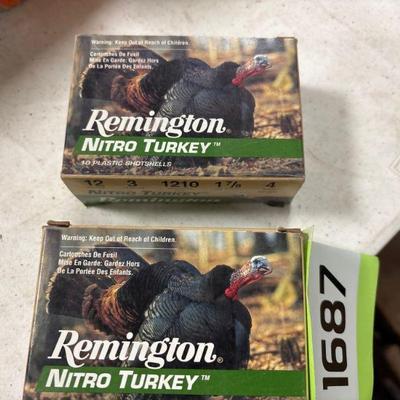 Warning: Keep Out of Reach of Children.
Cartouches De Fusil
Mise En Garde: Gardez Hors
De La Portée Des Enfants.
Remington®
NITRO TURKEY™
10 PLASTIC SHOTSHELLS
12 3 1210 1 7/8 4
NITRO TURKEY
Remington
Warning: Keep Out of Reach of Children.
Cartouches De Fusil
Mise En Garde: Gardez Hors
De La Portée Des Enfants.
Remington®
NITRO TURKEY™
1687